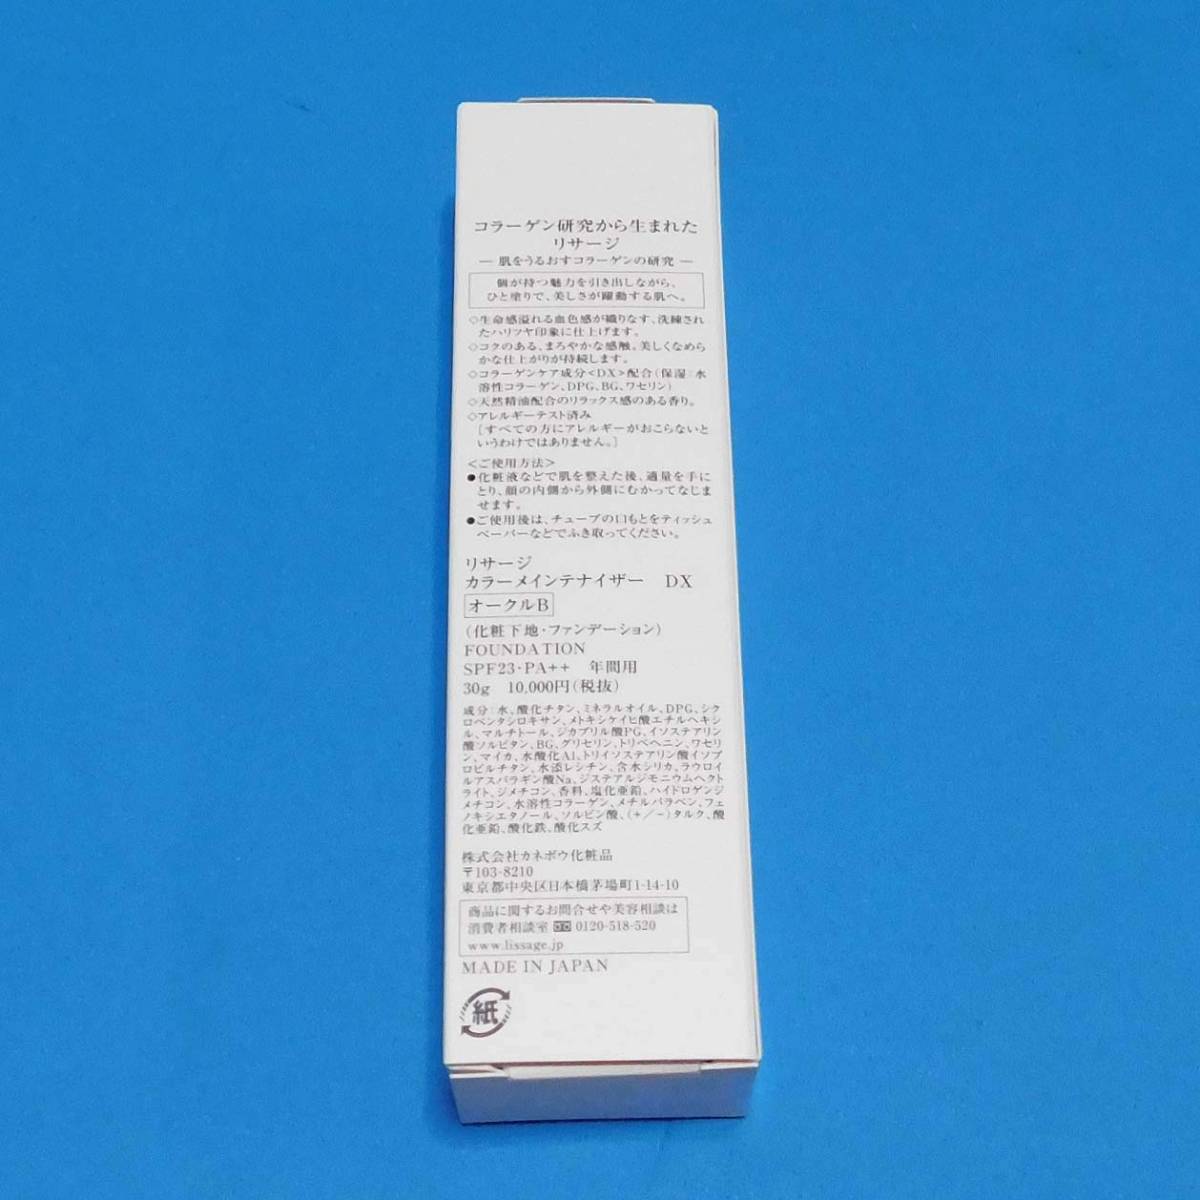 コラーゲン研究から生まれた
リサージ
― 肌をうるおすコラーゲンの研究 ―
個が持つ魅力を引き出しながら、
ひと塗りで、美しさが躍動する肌へ。
◇生命感溢れる血色感が織りなす、洗練され
たハリツヤ印象に仕上げます。
◇コクのある、まろやかな感触。美しくなめら
かな仕上がりが持続します。
◇コラーゲンケア成分<DX>配合（保湿：水
溶性コラーゲン、DPG、BG、ワセリン）
◇天然精油配合のリラックス感のある香り。
◇アレルギーテスト済み
［すべての方にアレルギーがおこらないと
いうわけではありません。］
<ご使用方法>
●化粧液などで肌を整えた後、適量を手に
とり、顔の内側から外側にむかってなじま
せます。
●ご使用後は、チューブの口もとをティッシュ
ペーパーなどでふき取ってください。
リサージ
カラーメインテナイザー DX
オークルB
（化粧下地・ファンデーション）
FOUNDATION
SPF23・PA++ 年間用
30g 10,000円（税抜）
成分：水、酸化チタン、ミネラルオイル、DPG、シク
ロペンタシロキサン、メトキシケイヒ酸エチルヘキシ
ル、マルチトール、ジカプリル酸PG、イソステアリン
酸ソルビタン、BG、グリセリン、トリベヘニン、ワセリ
ン、マイカ、水酸化Al、トリイソステアリン酸イソプ
ロピルチタン、水添レシチン、含水シリカ、ラウロイ
ルアスパラギン酸Na、ジステアルジモニウムヘクト
ライト、ジメチコン、香料、塩化亜鉛、ハイドロゲンジ
メチコン、水溶性コラーゲン、メチルパラベン、フェ
ノキシエタノール、ソルビン酸、（+／−）タルク、酸
化亜鉛、酸化鉄、酸化スズ
株式会社カネボウ化粧品
〒103-8210
東京都中央区日本橋茅場町1-14-10
商品に関するお問合せや美容相談は
消費者相談室 0120-518-520
www.lissage.jp
MADE IN JAPAN
紙